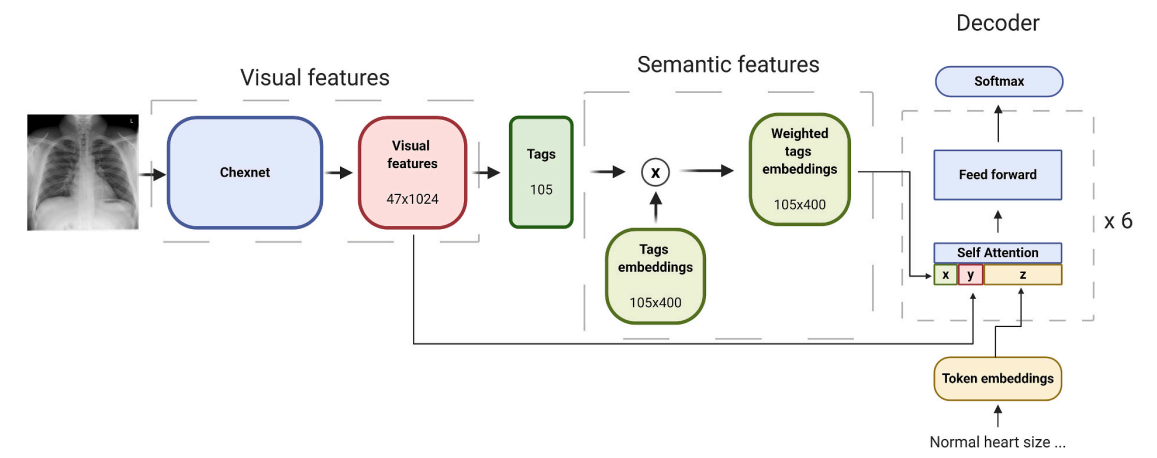 Decoder
Visual features
Semantic features
Softmax
L
Chexnet
Visual
features
47x1024
Tags
105
x
Weighted
tags
embeddings
105x400
Tags
embeddings
105x400
Feed forward
x 6
Self Attention
x y z
Token embeddings
Normal heart size ...